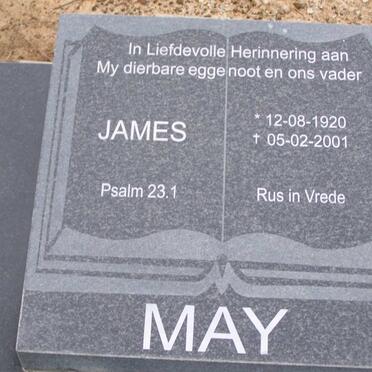 In Liefdevolle Herinnering aan
My dierbare eggenoot en ons vader
JAMES
* 12-08-1920
† 05-02-2001
Psalm 23.1
Rus in Vrede
MAY